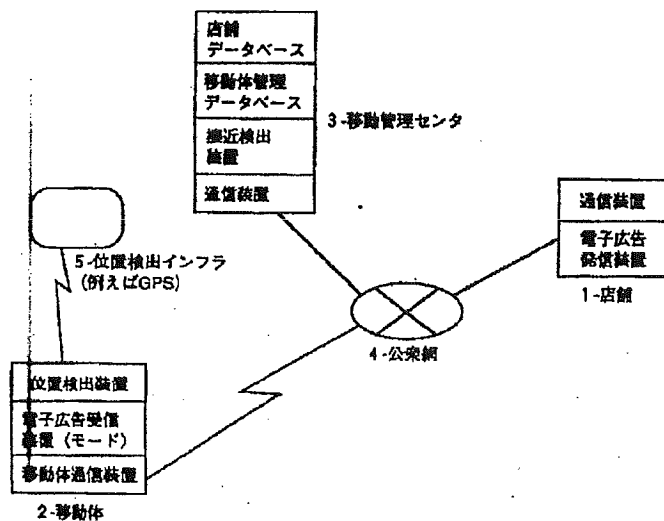 店舗
データベース
移動体管理
データベース
接近検出
装置
通信装置
3-移動管理センタ
通信装置
電子広告
発信装置
1-店舗
5-位置検出インフラ
(例えばGPS)
4-公衆網
位置検出装置
電子広告受信
装置(モード)
移動体通信装置
2-移動体